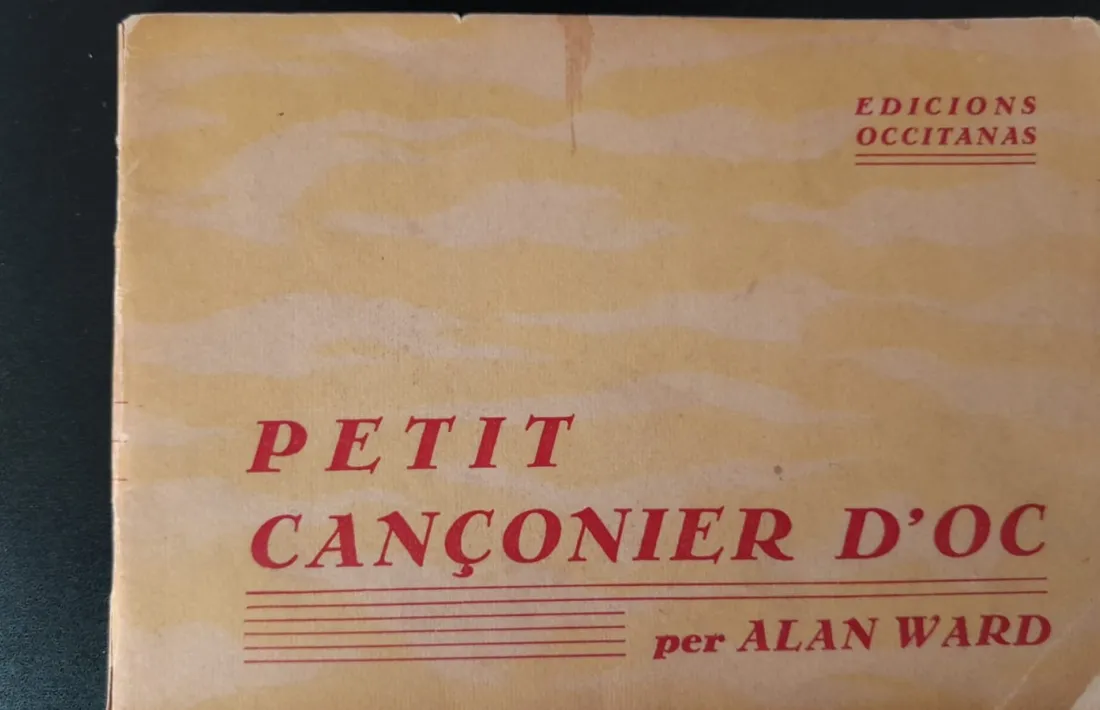 EDICIONS
OCCITANAS
PETIT
CANÇONIER D'OC
per ALAN WARD